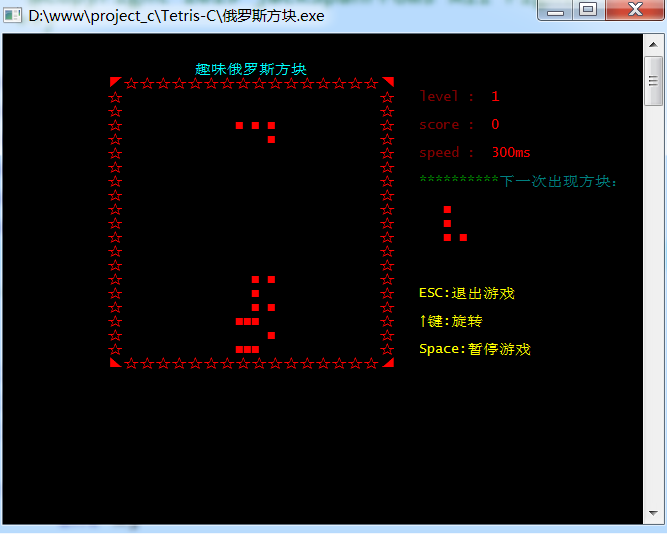 D:\www\project_c\Tetris-C\俄罗斯方块.exe
趣味俄罗斯方块
level : 1
score : 0
speed : 300ms
**********下一次出现方块:
ESC:退出游戏
↑键:旋转
Space:暂停游戏